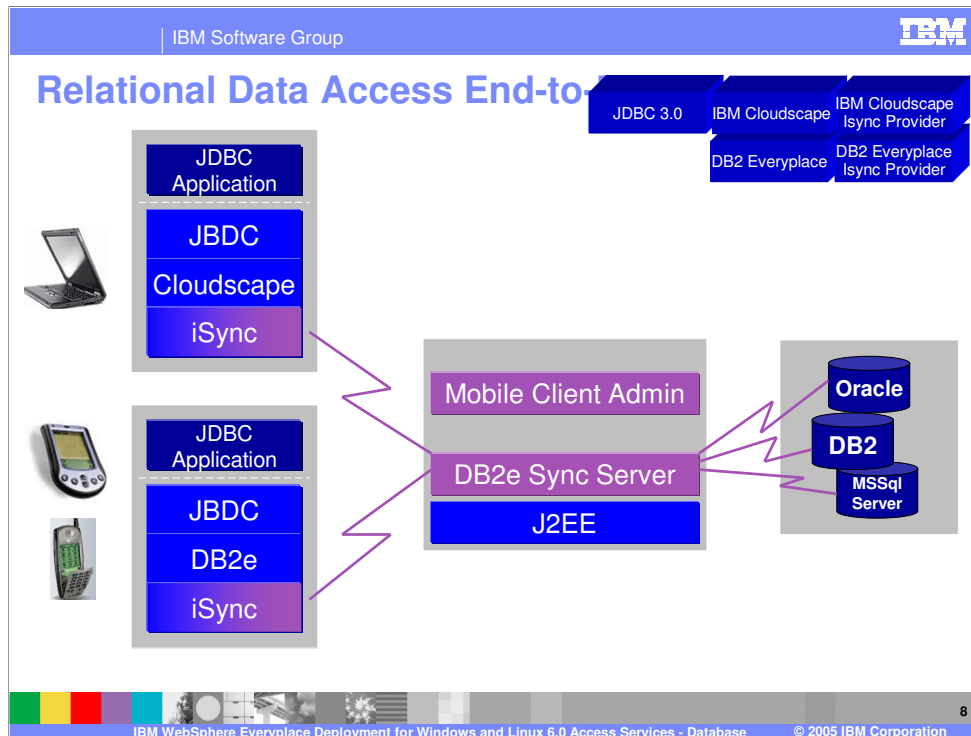 IBM Software Group
IBM
Relational Data Access End-to-
JDBC 3.0
IBM Cloudscape
IBM Cloudscape
Isync Provider
DB2 Everyplace
DB2 Everyplace
Isync Provider
JDBC
Application
JBDC
Cloudscape
iSync
JDBC
Application
JBDC
DB2e
iSync
Mobile Client Admin
DB2e Sync Server
J2EE
Oracle
DB2
MSSql
Server
8
IBM WebSphere Everyplace Deployment for Windows and Linux 6.0 Access Services - Database
© 2005 IBM Corporation